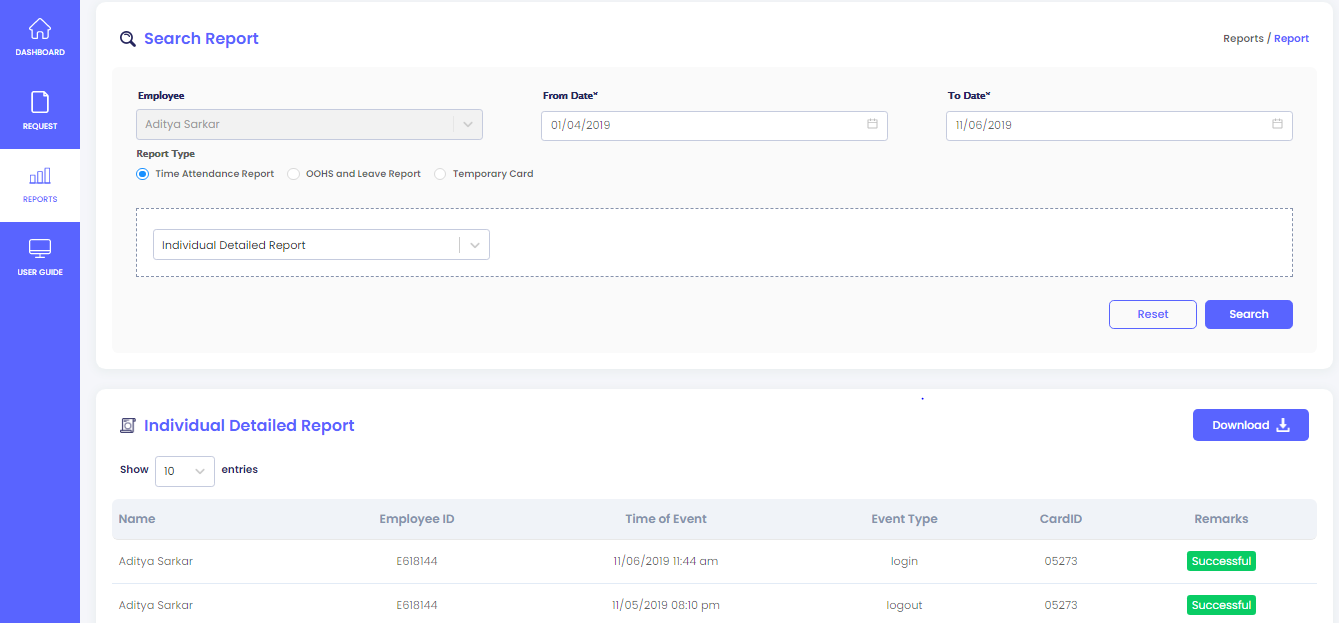 DASHBOARD
REQUEST
REPORTS
USER GUIDE
Search Report
Reports / Report
Employee
From Date*
To Date*
Aditya Sarkar
01/04/2019
11/06/2019
Report Type
Time Attendance Report
OOHS and Leave Report
Temporary Card
Individual Detailed Report
Reset
Search
Individual Detailed Report
Download
Show 10 entries
Name Employee ID Time of Event Event Type CardID Remarks
Aditya Sarkar E618144 11/06/2019 11:44 am login 05273 Successful
Aditya Sarkar E618144 11/05/2019 08:10 pm logout 05273 Successful